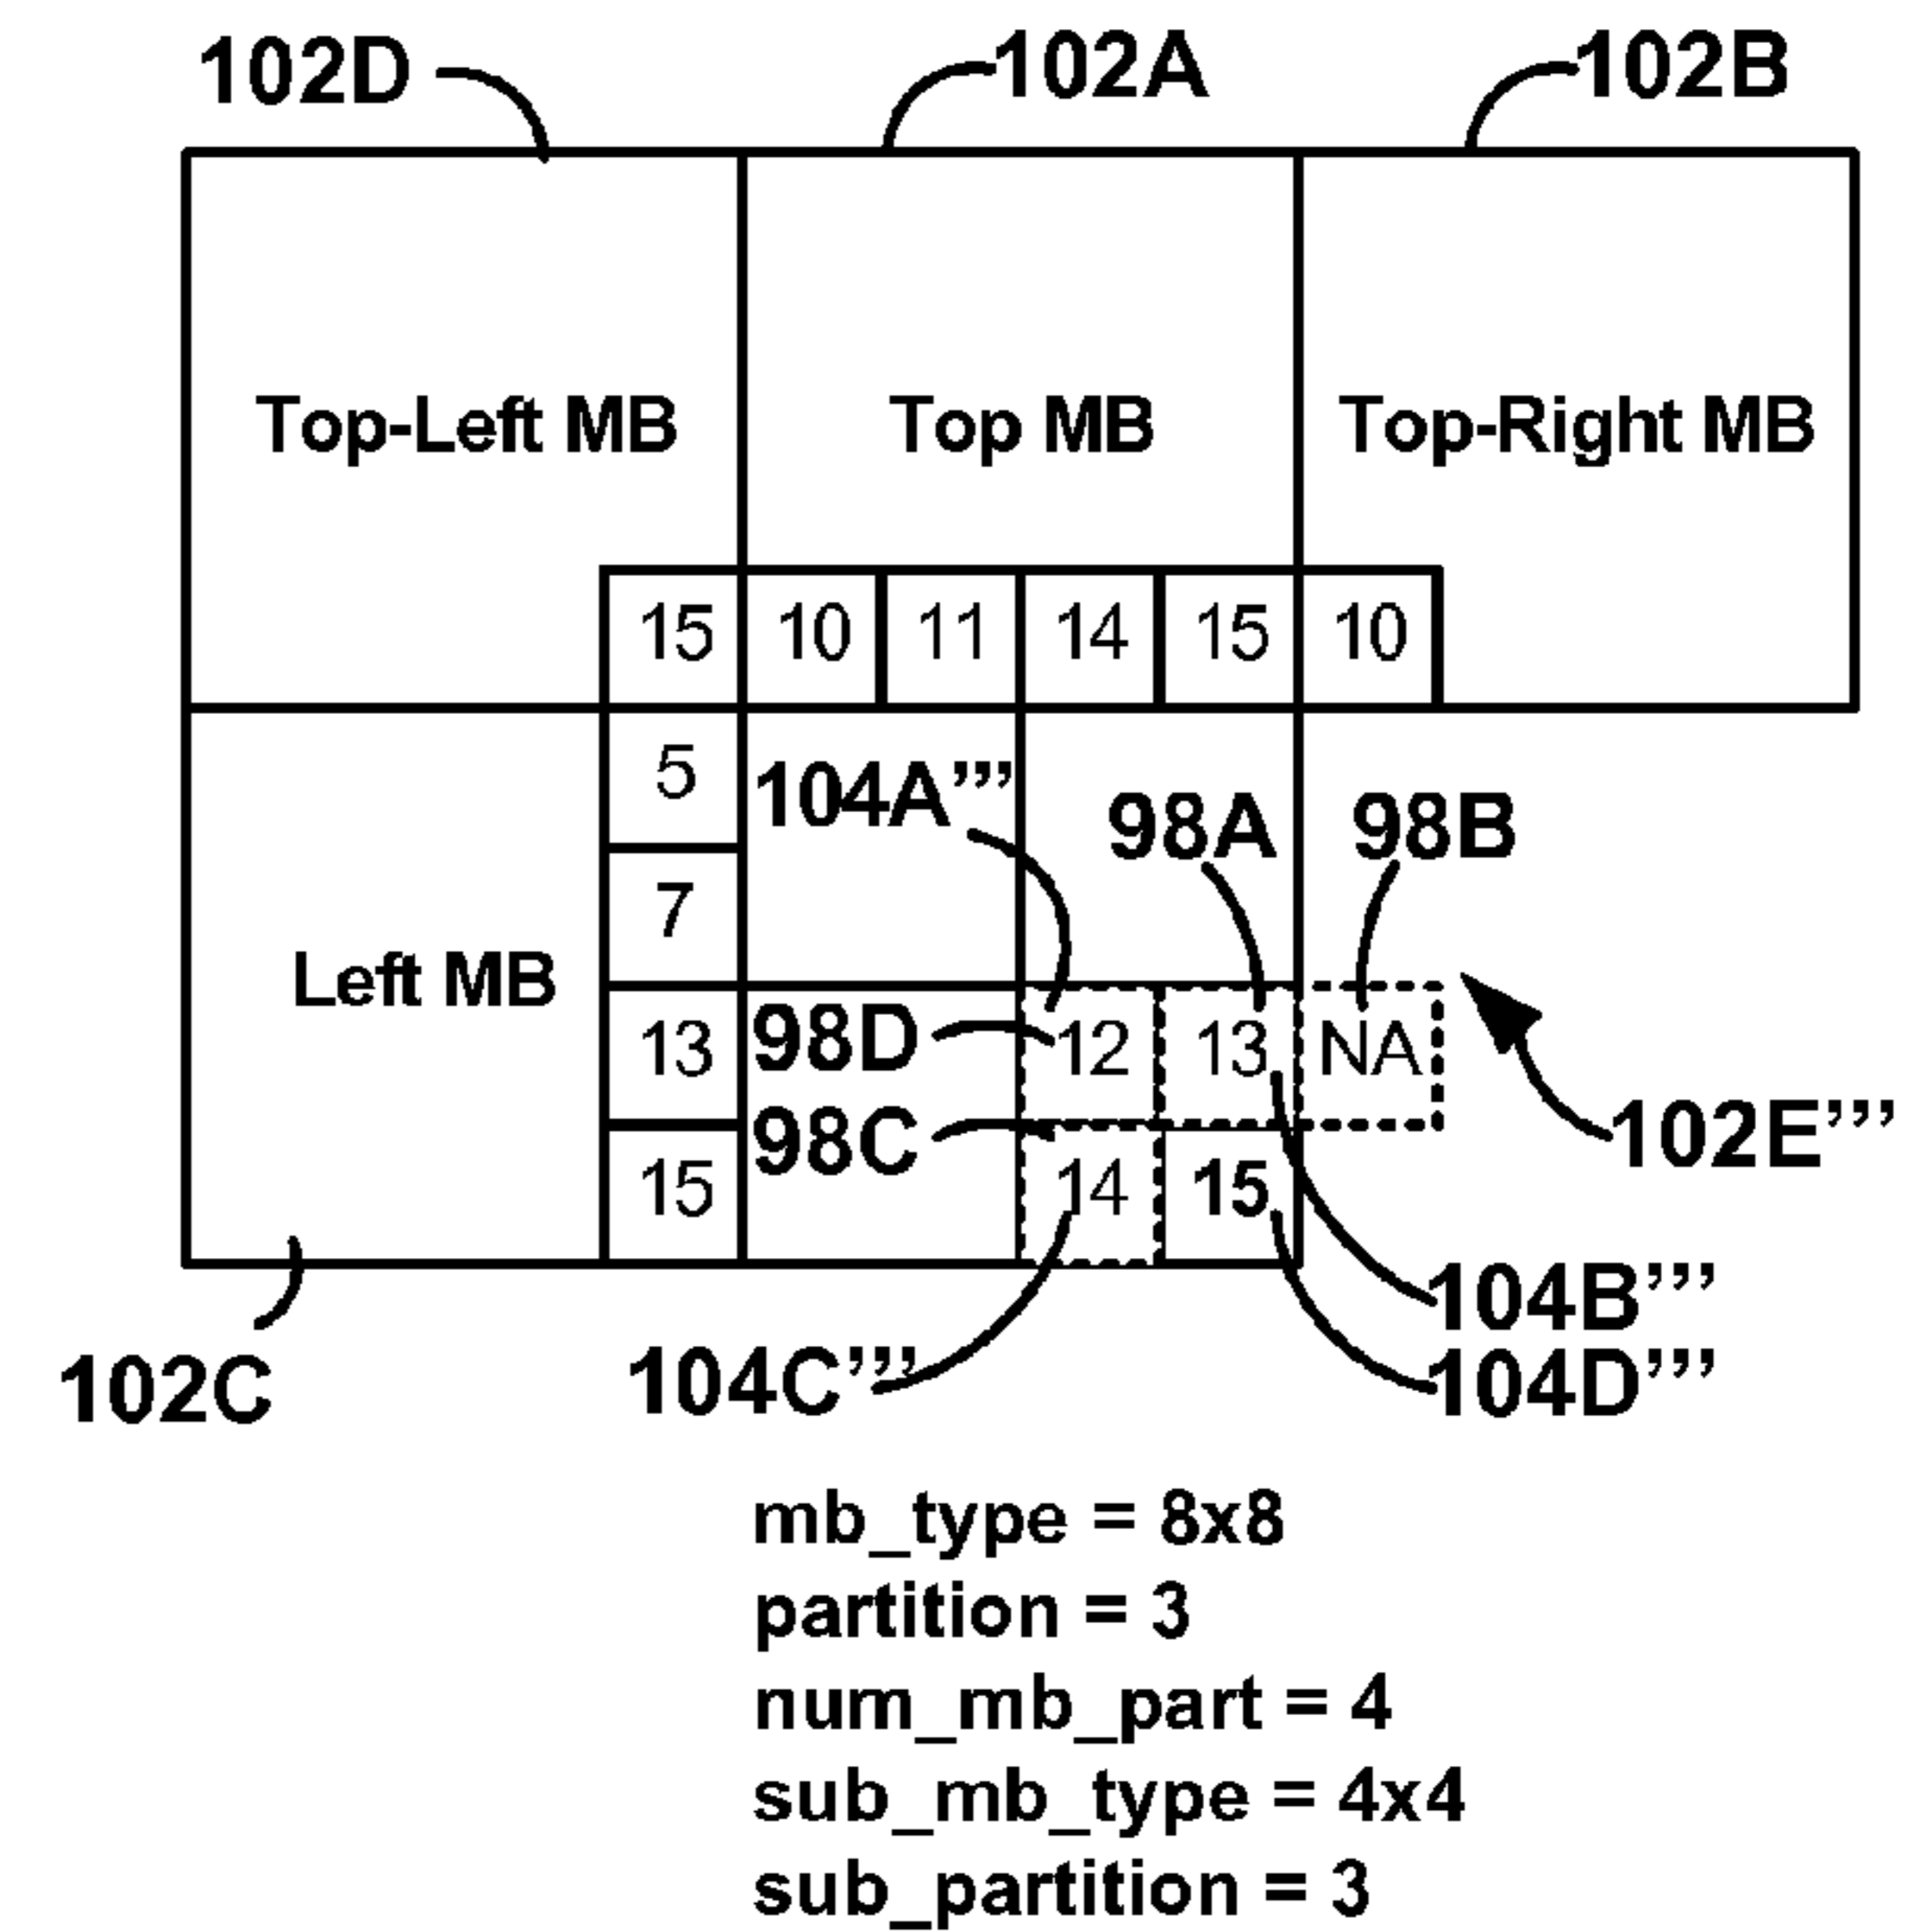 102D 102A 102B
Top-Left MB Top MB Top-Right MB
15 10 11 14 15 10
5 104A’’’ 98A 98B
7
Left MB 13 98D 12 13 NA
102E’’’
98C
15 14 15
104B’’’
102C 104C’’’ 104D’’’
mb_type = 8x8
partition = 3
num_mb_part = 4
sub_mb_type = 4x4
sub_partition = 3